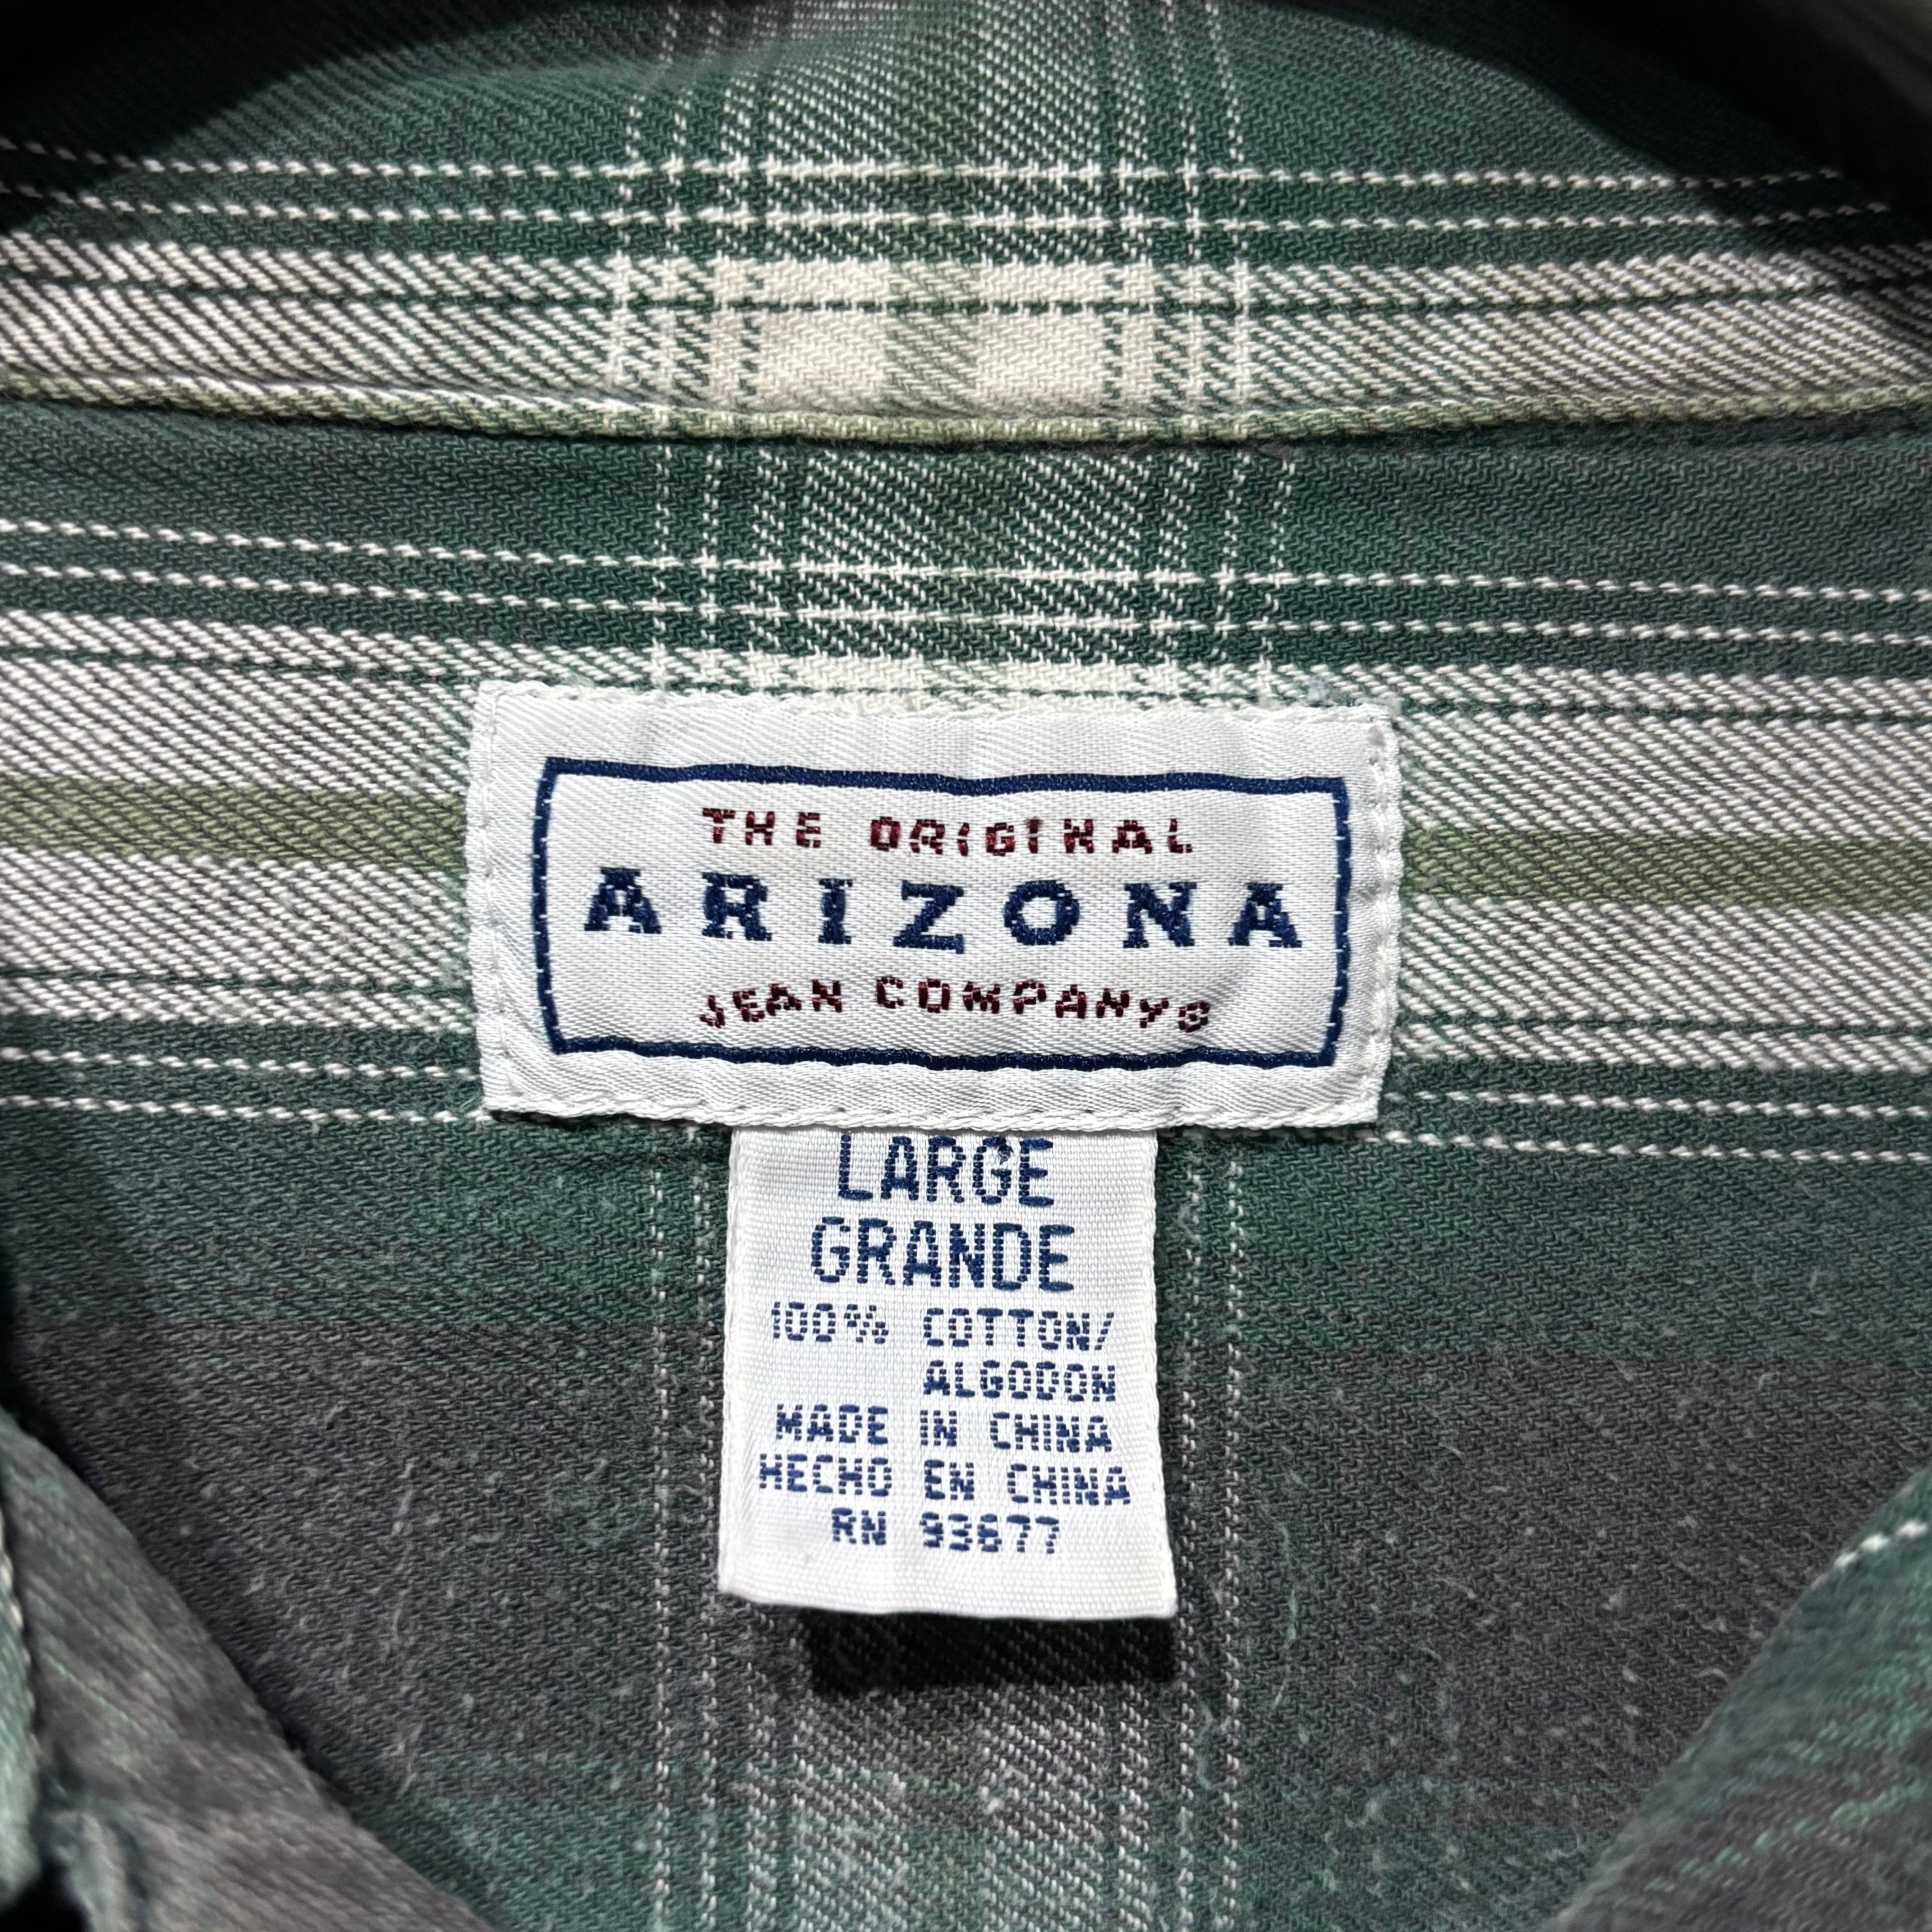 THE ORIGINAL
ARIZONA
JEAN COMPANY®
LARGE
GRANDE
100% COTTON/
ALGODON
MADE IN CHINA
HECHO EN CHINA
RN 93677